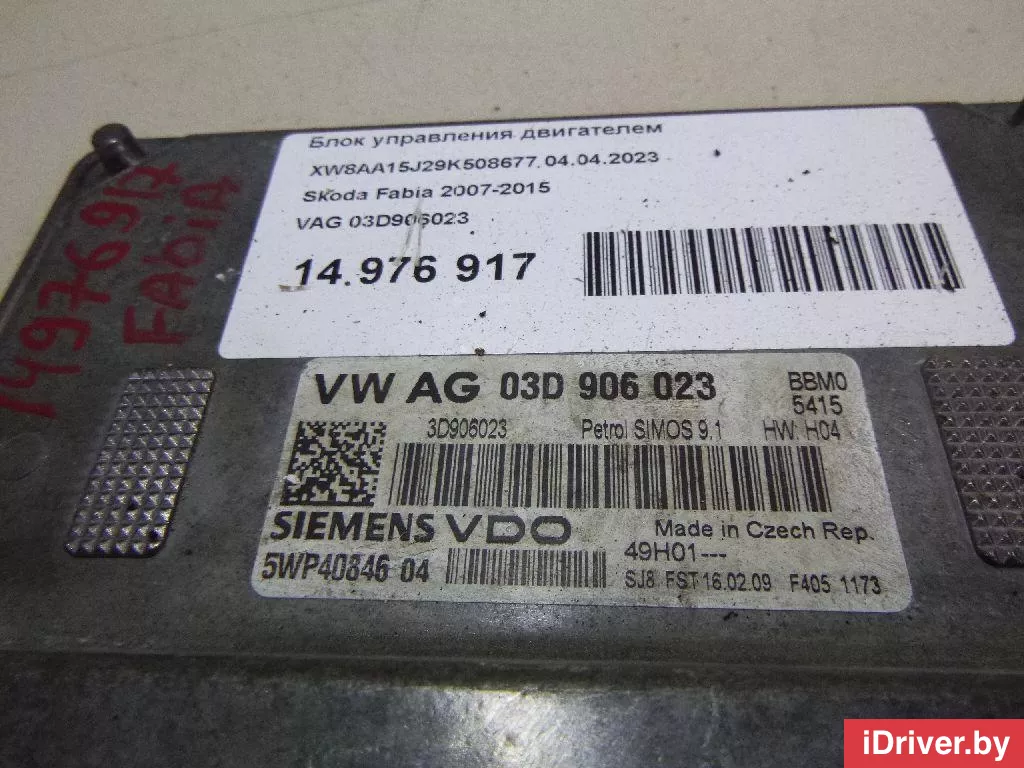 Блок управления двигателем
XW8AA15J29K508677, 04.04.2023
Skoda Fabia 2007-2015
VAG 03D906023
14.976 917
14976917
FABIA
VW AG 03D 906 023
BBM0
5415
3D906023 Petrol SIMOS 9.1 HW: H04
SIEMENS VDO
Made in Czech Rep.
49H01---
5WP40846 04
SJ8 FST 16.02.09 F405 1173
iDriver.by